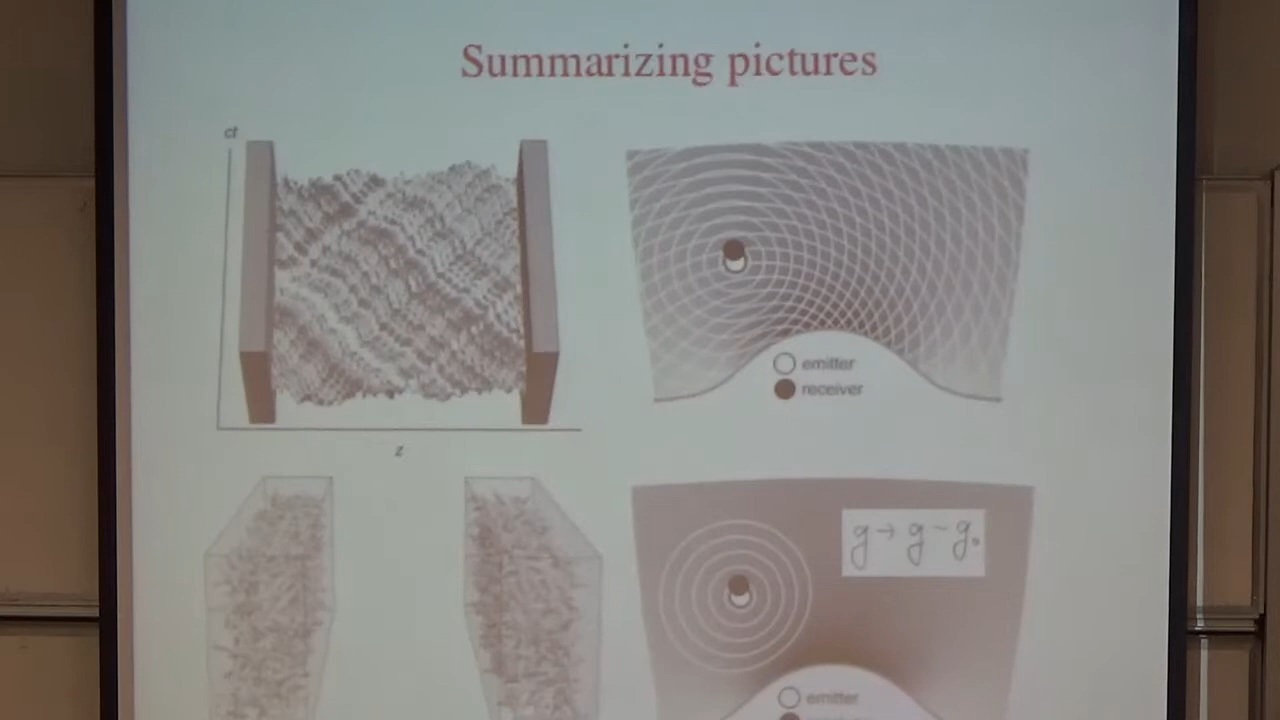 Summarizing pictures
ct
emitter
receiver
z
g → g - g₀
emitter